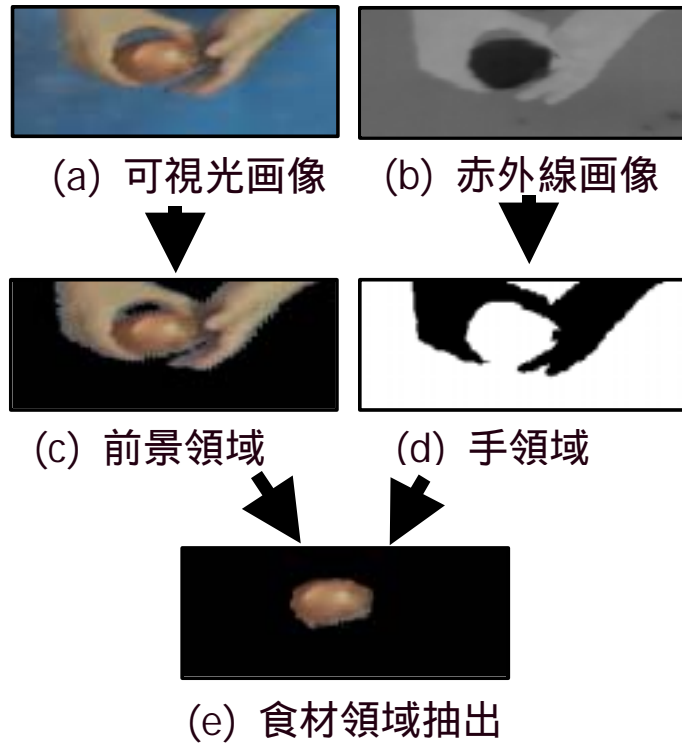 (a) 可視光画像
(b) 赤外線画像
(c) 前景領域
(d) 手領域
(e) 食材領域抽出